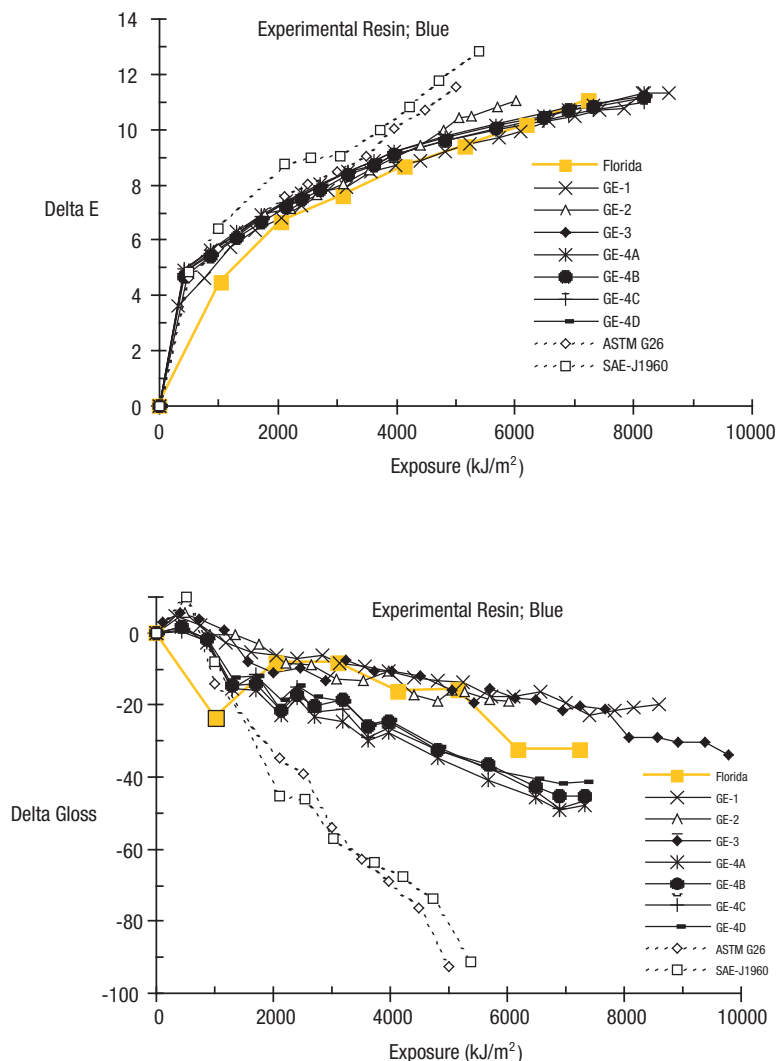 Experimental Resin; Blue
14
12
10
8
6
4
2
0
Delta E
Florida
GE-1
GE-2
GE-3
GE-4A
GE-4B
GE-4C
GE-4D
ASTM G26
SAE-J1960
0 2000 4000 6000 8000 10000
Exposure (kJ/m²)
Experimental Resin; Blue
0
-20
-40
-60
-80
-100
Delta Gloss
Florida
GE-1
GE-2
GE-3
GE-4A
GE-4B
GE-4C
GE-4D
ASTM G26
SAE-J1960
0 2000 4000 6000 8000 10000
Exposure (kJ/m²)